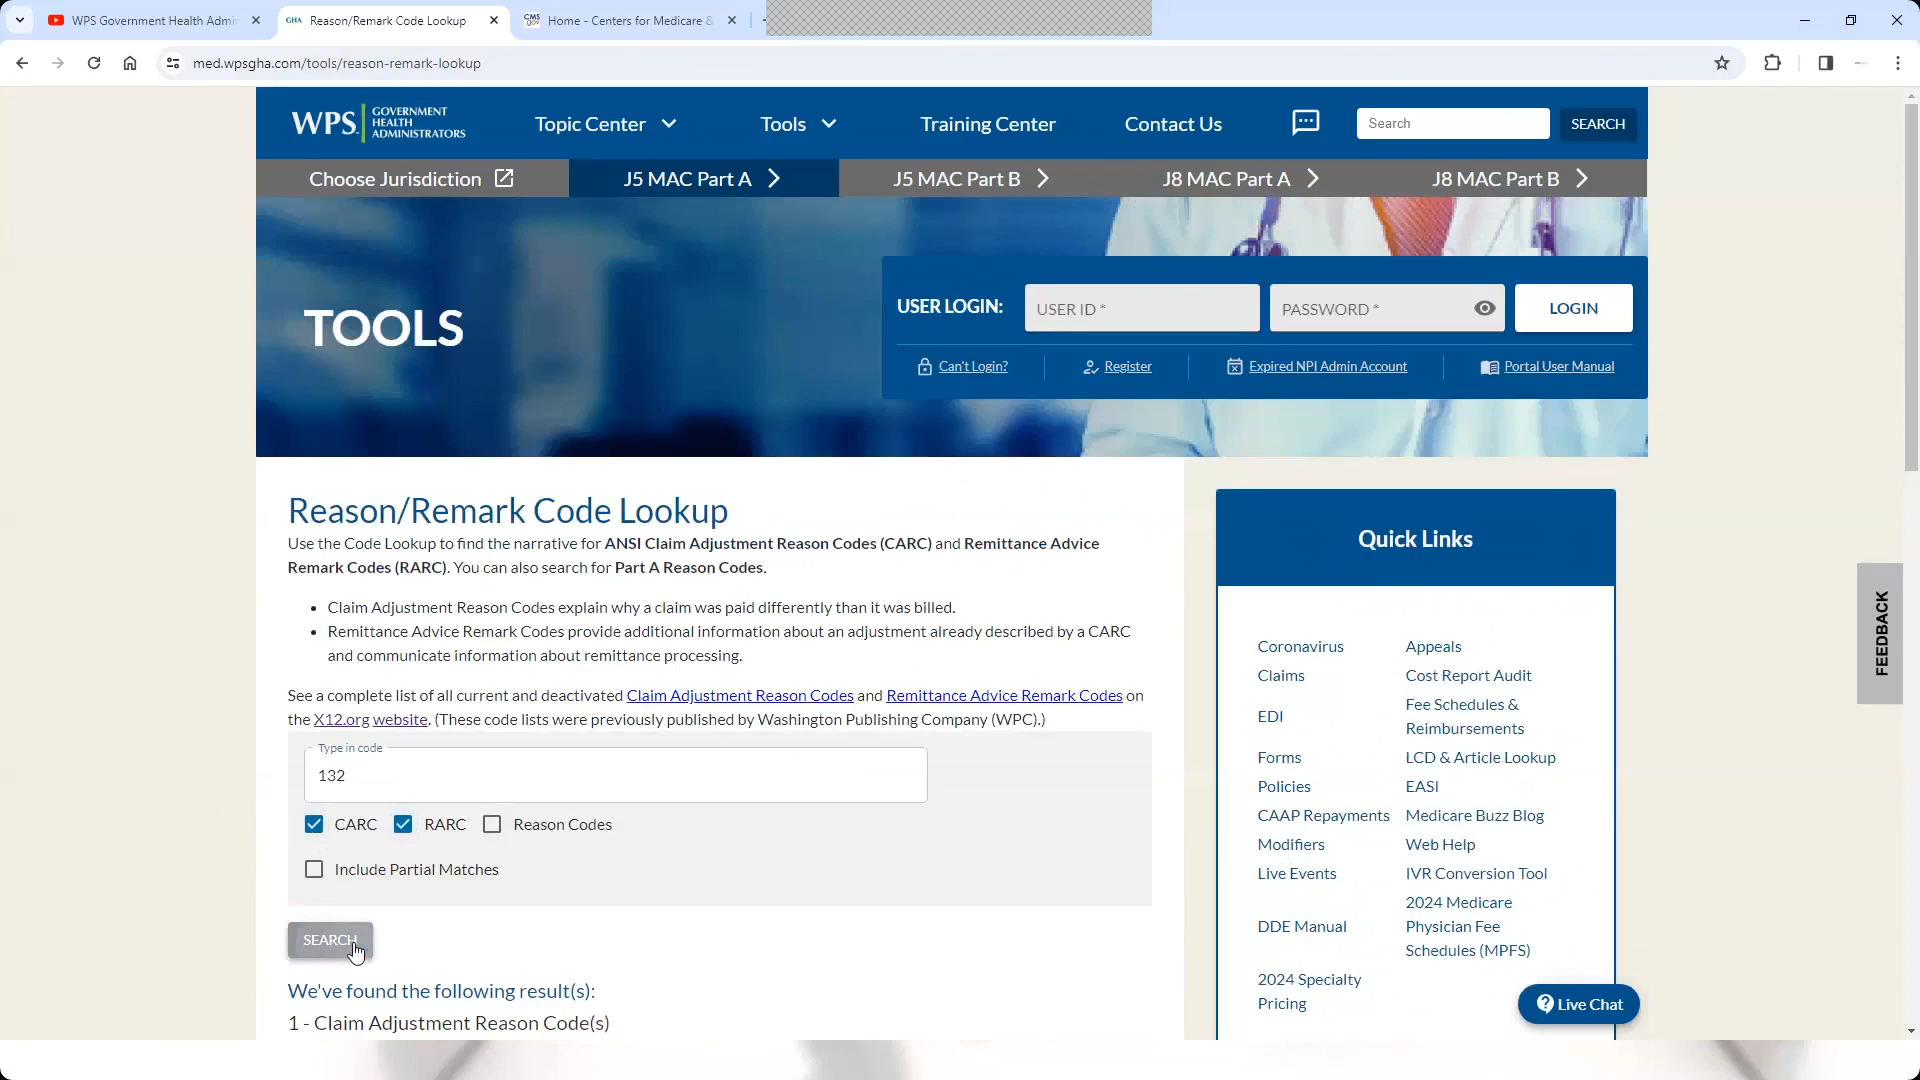 WPS Government Health Admi
Reason/Remark Code Lookup
Home - Centers for Medicare &
med.wpsgha.com/tools/reason-remark-lookup
WPS. GOVERNMENT HEALTH ADMINISTRATORS
Topic Center
Tools
Training Center
Contact Us
Search
SEARCH
Choose Jurisdiction
J5 MAC Part A
J5 MAC Part B
J8 MAC Part A
J8 MAC Part B
TOOLS
USER LOGIN:
USER ID *
PASSWORD *
LOGIN
Can't Login?
Register
Expired NPI Admin Account
Portal User Manual
Reason/Remark Code Lookup
Use the Code Lookup to find the narrative for ANSI Claim Adjustment Reason Codes (CARC) and Remittance Advice
Remark Codes (RARC). You can also search for Part A Reason Codes.
• Claim Adjustment Reason Codes explain why a claim was paid differently than it was billed.
• Remittance Advice Remark Codes provide additional information about an adjustment already described by a CARC
and communicate information about remittance processing.
See a complete list of all current and deactivated Claim Adjustment Reason Codes and Remittance Advice Remark Codes on
the X12.org website. (These code lists were previously published by Washington Publishing Company (WPC).)
Type in code
132
CARC RARC Reason Codes
Include Partial Matches
SEARCH
We've found the following result(s):
1 - Claim Adjustment Reason Code(s)
Quick Links
Coronavirus
Appeals
Claims
Cost Report Audit
EDI
Fee Schedules &
Reimbursements
Forms
LCD & Article Lookup
Policies
EASI
CAAP Repayments
Medicare Buzz Blog
Modifiers
Web Help
Live Events
IVR Conversion Tool
DDE Manual
2024 Medicare
Physician Fee
Schedules (MPFS)
2024 Specialty
Pricing
Live Chat
FEEDBACK